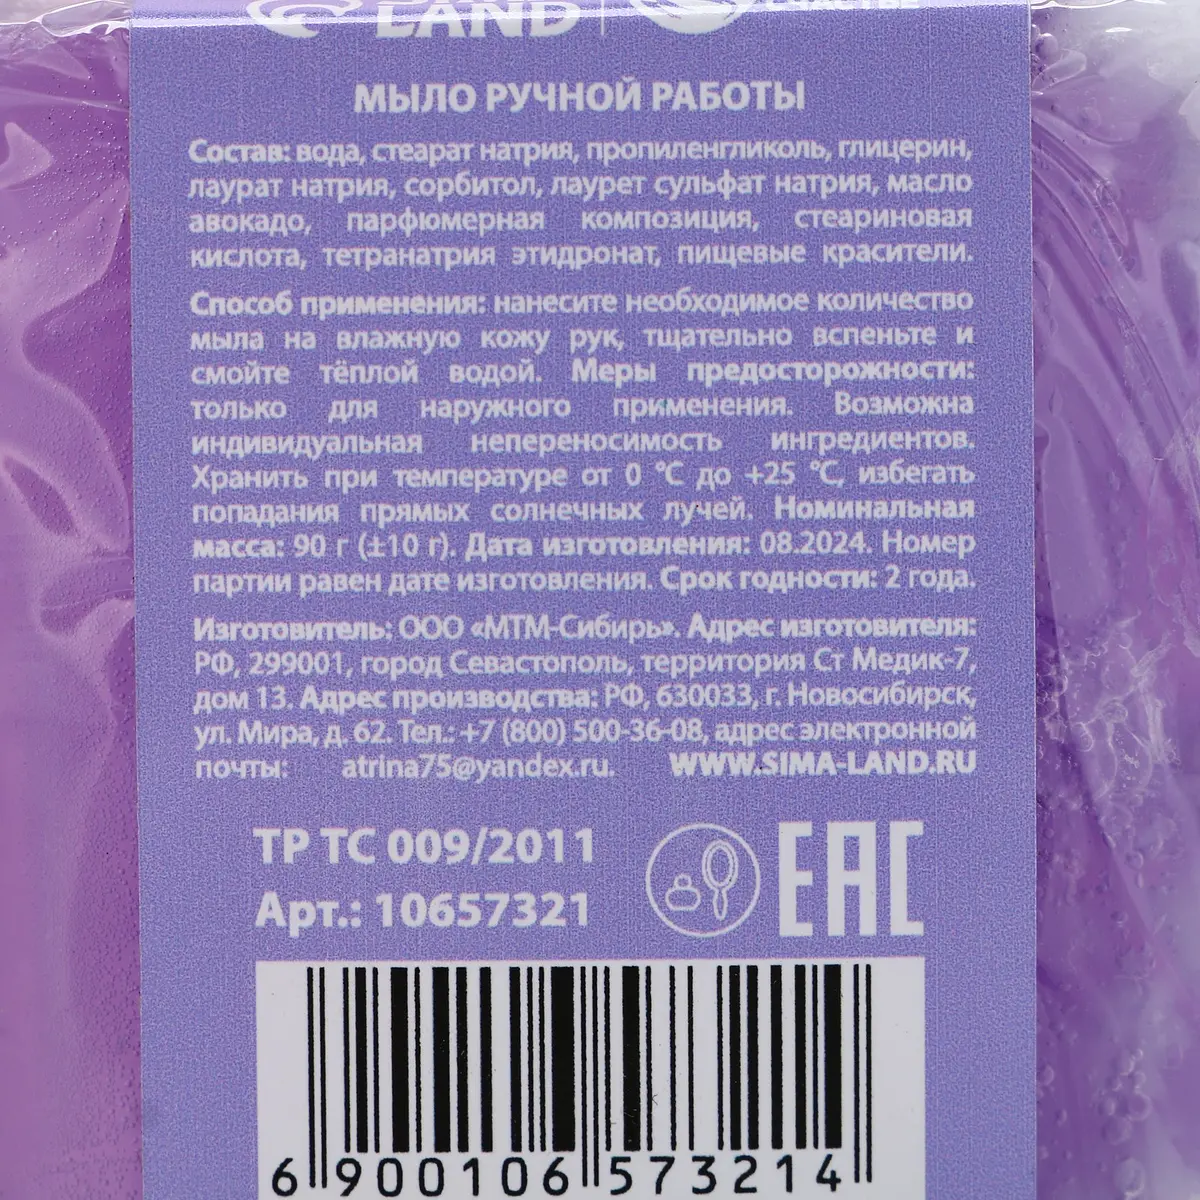 LAND
МЫЛО РУЧНОЙ РАБОТЫ
Состав: вода, стеарат натрия, пропиленгликоль, глицерин,
лаурат натрия, сорбитол, лаурет сульфат натрия, масло
авокадо, парфюмерная композиция, стеариновая
кислота, тетранатрия этидронат, пищевые красители.
Способ применения: нанесите необходимое количество
мыла на влажную кожу рук, тщательно вспеньте и
смойте тёплой водой. Меры предосторожности:
только для наружного применения. Возможна
индивидуальная непереносимость ингредиентов.
Хранить при температуре от 0 °С до +25 °С, избегать
попадания прямых солнечных лучей. Номинальная
масса: 90 г (±10 г). Дата изготовления: 08.2024. Номер
партии равен дате изготовления. Срок годности: 2 года.
Изготовитель: ООО «МТМ-Сибирь». Адрес изготовителя:
РФ, 299001, город Севастополь, территория Ст Медик-7,
дом 13. Адрес производства: РФ, 630033, г. Новосибирск,
ул. Мира, д. 62. Тел.: +7 (800) 500-36-08, адрес электронной
почты: atrina75@yandex.ru. WWW.SIMA-LAND.RU
ТР ТС 009/2011
Арт.: 10657321
EAC
6 900106 573214